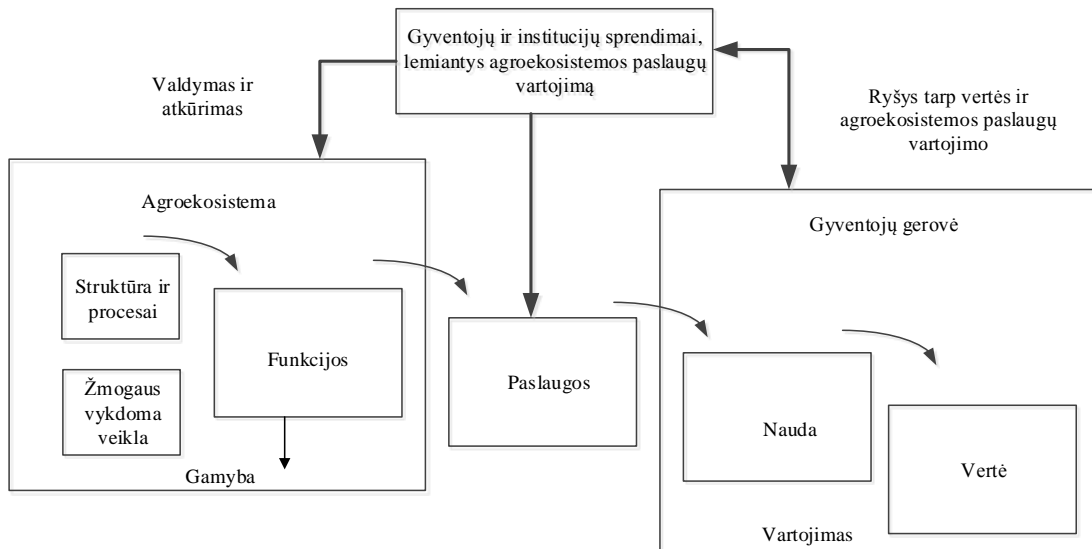 Gyventojų ir institucijų sprendimai,
lemiantys agroekosistemos paslaugų
vartojimą
Valdymas ir
atkūrimas
Ryšys tarp vertės ir
agroekosistemos paslaugų
vartojimo
Agroekosistema
Struktūra ir
procesai
Žmogaus
vykdoma
veikla
Funkcijos
Gamyba
Paslaugos
Gyventojų gerovė
Nauda
Vertė
Vartojimas